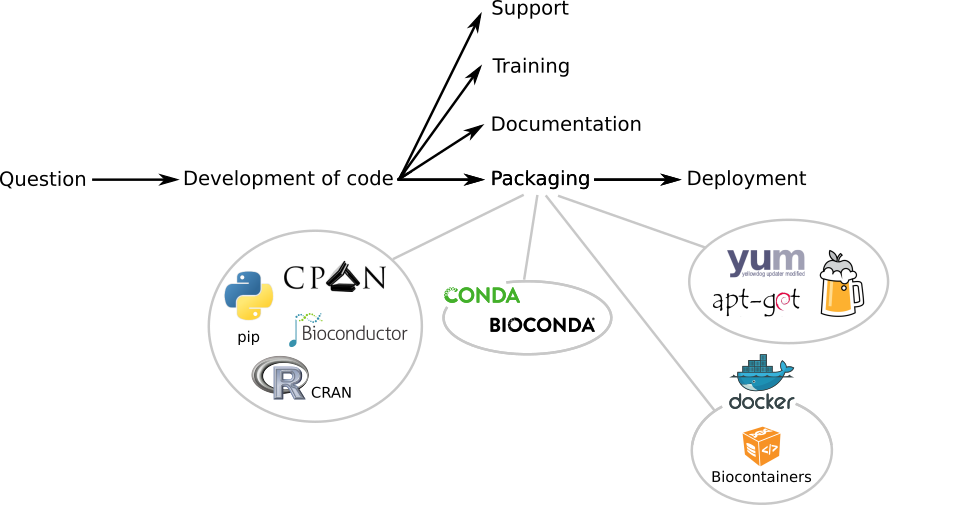 Support
Training
Documentation
Question
Development of code
Packaging
Deployment
CPAN
pip
Bioconductor
R
CRAN
CONDA
BIOCONDA
yum
yellowdog updater modified
apt-get
docker
</>
Biocontainers